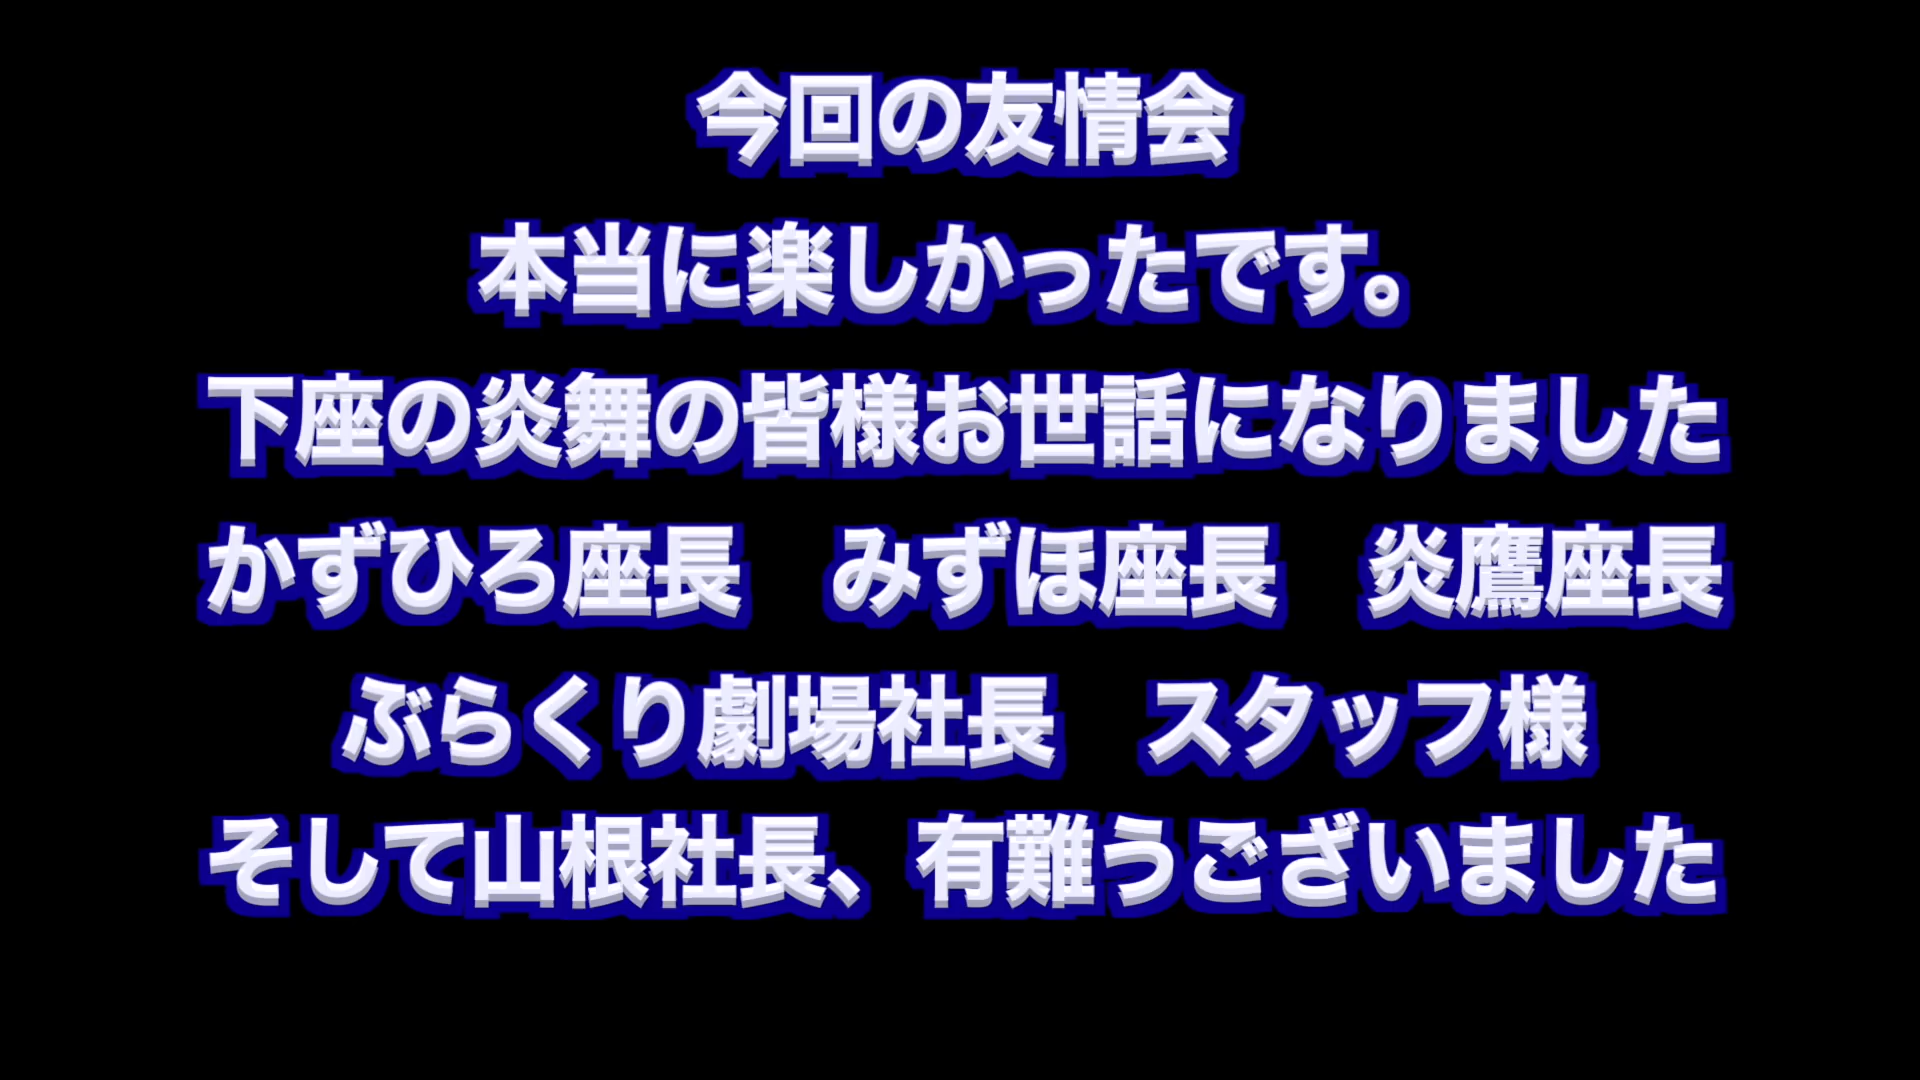 今回の友情会
本当に楽しかったです。
下座の炎舞の皆様お世話になりました
かずひろ座長　みずほ座長　炎鷹座長
ぶらくり劇場社長　スタッフ様
そして山根社長、有難うございました